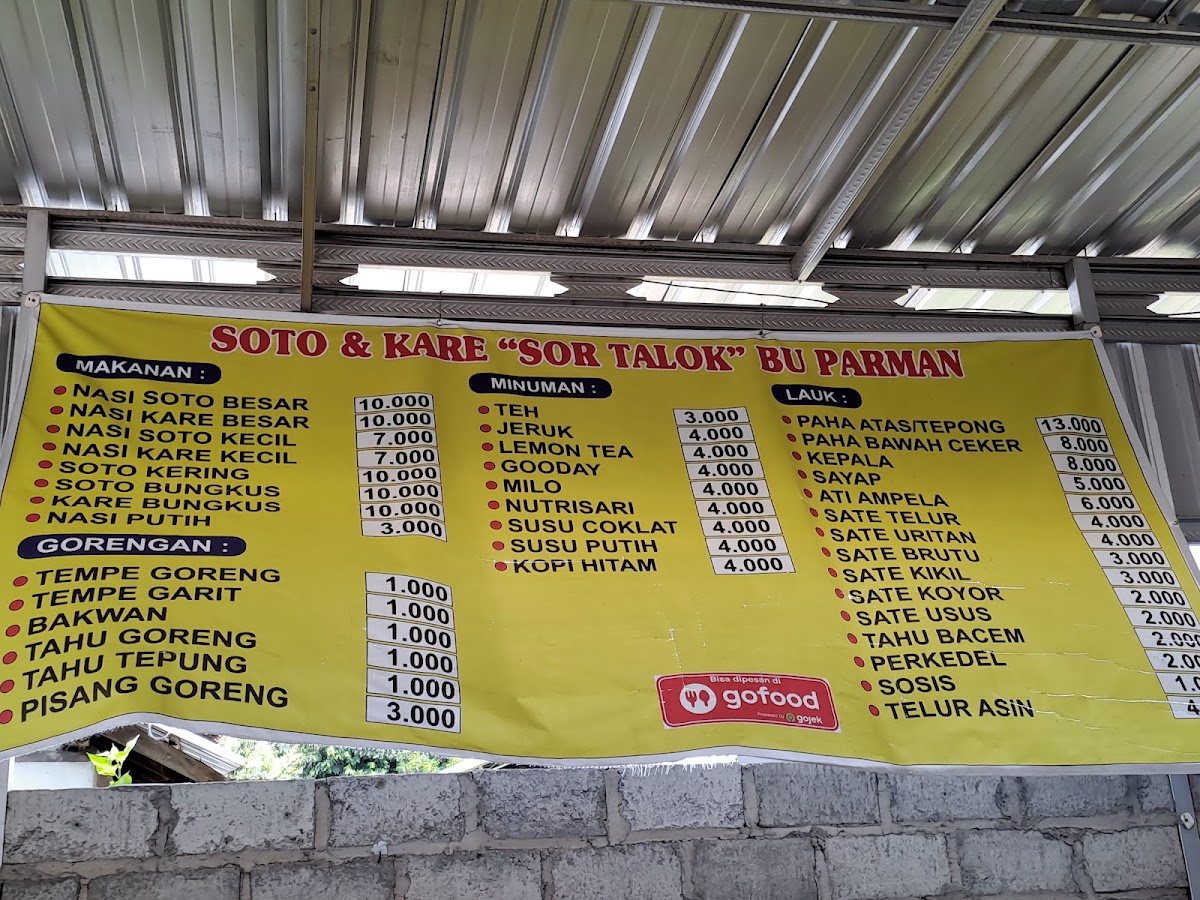 SOTO & KARE "SOR TALOK" BU PARMAN
MAKANAN :
NASI SOTO BESAR 10.000
NASI KARE BESAR 10.000
NASI SOTO KECIL 7.000
NASI KARE KECIL 7.000
SOTO KERING 10.000
SOTO BUNGKUS 10.000
KARE BUNGKUS 10.000
NASI PUTIH 3.000
GORENGAN :
TEMPE GORENG 1.000
TEMPE GARIT 1.000
BAKWAN 1.000
TAHU GORENG 1.000
TAHU TEPUNG 1.000
PISANG GORENG 3.000
MINUMAN :
TEH 3.000
JERUK 4.000
LEMON TEA 4.000
GOODAY 4.000
MILO 4.000
NUTRISARI 4.000
SUSU COKLAT 4.000
SUSU PUTIH 4.000
KOPI HITAM 4.000
Bisa dipesan di
gofood
Powered by gojek
LAUK :
PAHA ATAS/TEPONG 13.000
PAHA BAWAH CEKER 8.000
KEPALA 8.000
SAYAP 5.000
ATI AMPELA 6.000
SATE TELUR 4.000
SATE URITAN 4.000
SATE BRUTU 3.000
SATE KIKIL 3.000
SATE KOYOR 2.000
SATE USUS 2.000
TAHU BACEM 2.000
PERKEDEL 2.00
SOSIS
TELUR ASIN